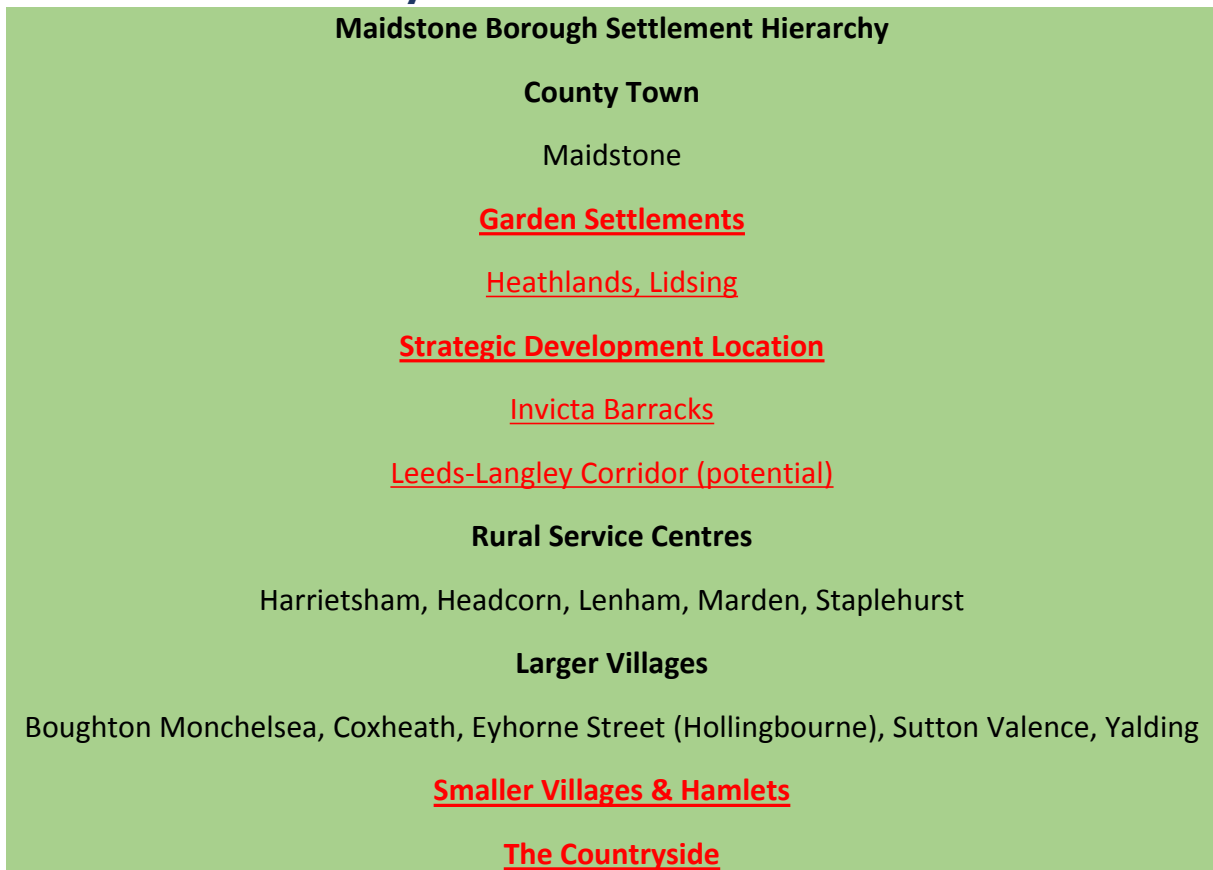 Maidstone Borough Settlement Hierarchy
County Town
Maidstone
Garden Settlements
Heathlands, Lidsing
Strategic Development Location
Invicta Barracks
Leeds-Langley Corridor (potential)
Rural Service Centres
Harrietsham, Headcorn, Lenham, Marden, Staplehurst
Larger Villages
Boughton Monchelsea, Coxheath, Eyhorne Street (Hollingbourne), Sutton Valence, Yalding
Smaller Villages & Hamlets
The Countryside